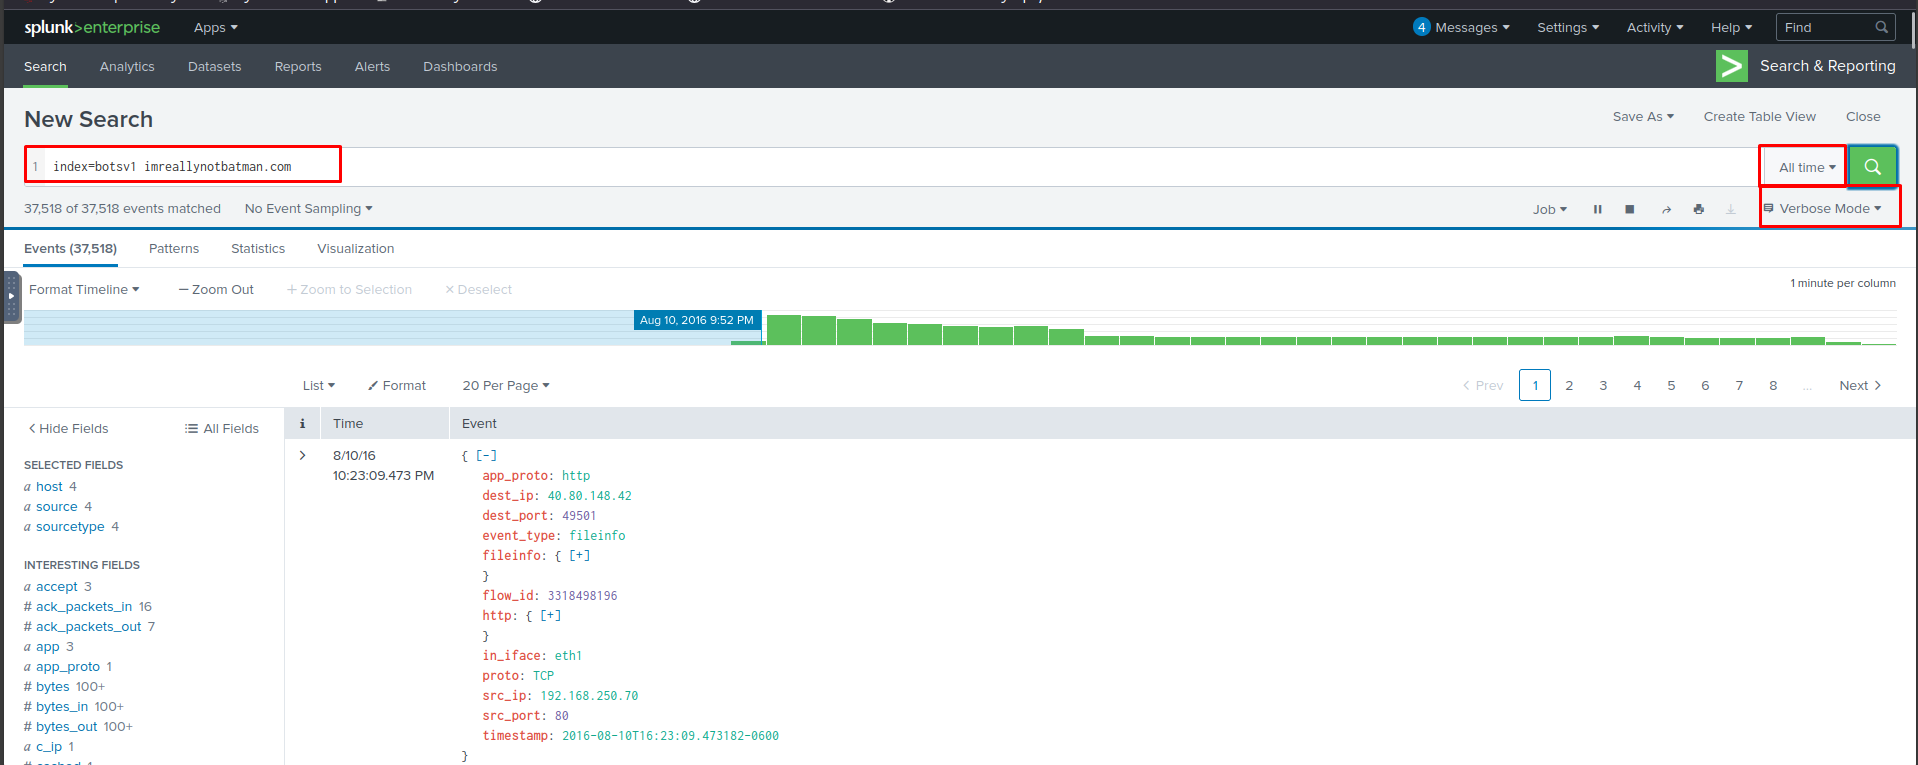 splunk>enterprise Apps 4 Messages Settings Activity Help Find
Search Analytics Datasets Reports Alerts Dashboards Search & Reporting
New Search Save As Create Table View Close
1 index=botsv1 imreallynotbatman.com All time
37,518 of 37,518 events matched No Event Sampling Job Verbose Mode
Events (37,518) Patterns Statistics Visualization
Format Timeline — Zoom Out + Zoom to Selection × Deselect 1 minute per column
Aug 10, 2016 9:52 PM
List Format 20 Per Page < Prev 1 2 3 4 5 6 7 8 ... Next >
< Hide Fields All Fields
SELECTED FIELDS
a host 4
a source 4
a sourcetype 4
INTERESTING FIELDS
a accept 3
# ack_packets_in 16
# ack_packets_out 7
a app 3
a app_proto 1
# bytes 100+
# bytes_in 100+
# bytes_out 100+
a c_ip 1
i Time Event
> 8/10/16
10:23:09.473 PM
{ [-]
app_proto: http
dest_ip: 40.80.148.42
dest_port: 49501
event_type: fileinfo
fileinfo: { [+]
}
flow_id: 3318498196
http: { [+]
}
in_iface: eth1
proto: TCP
src_ip: 192.168.250.70
src_port: 80
timestamp: 2016-08-10T16:23:09.473182-0600
}